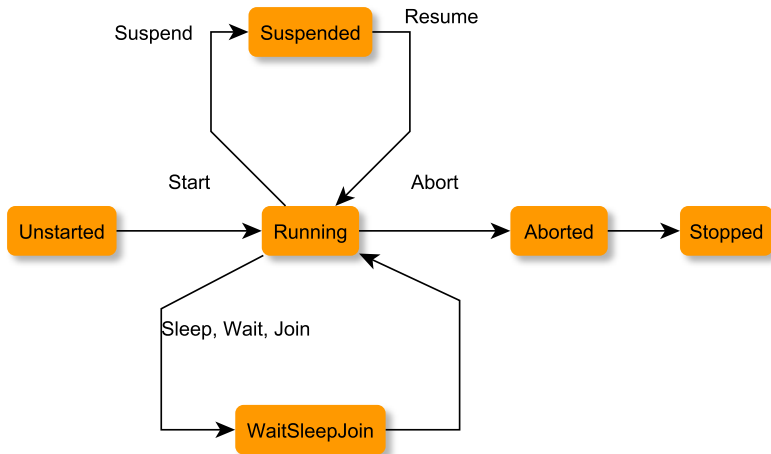 Resume
Suspend
Suspended
Start
Abort
Unstarted
Running
Aborted
Stopped
Sleep, Wait, Join
WaitSleepJoin